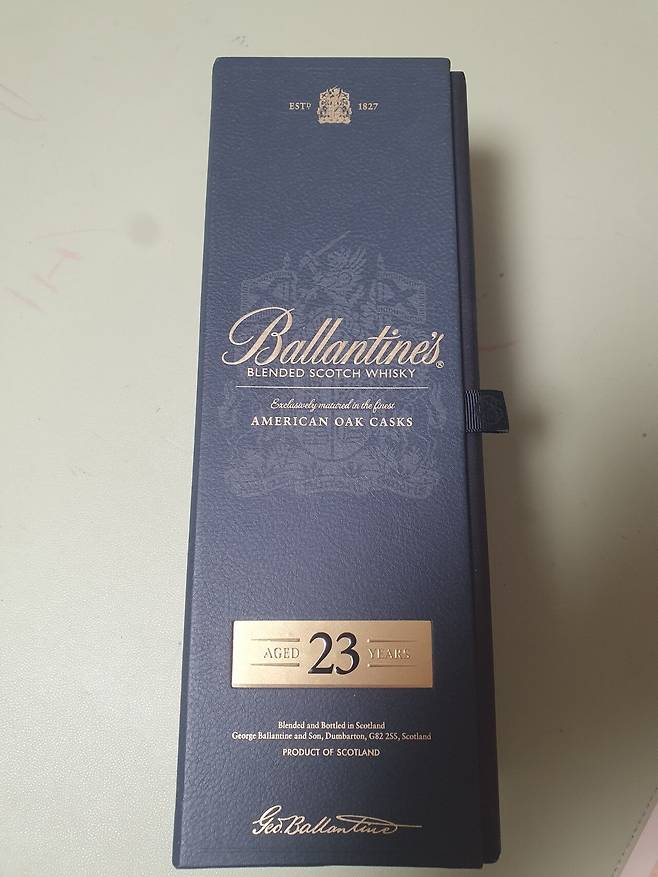 ESTD 1827
Ballantine's®
BLENDED SCOTCH WHISKY
Exclusively matured in the finest
AMERICAN OAK CASKS
AGED 23 YEARS
Blended and Bottled in Scotland
George Ballantine and Son, Dumbarton, G82 2SS, Scotland
PRODUCT OF SCOTLAND
Geo. Ballantine